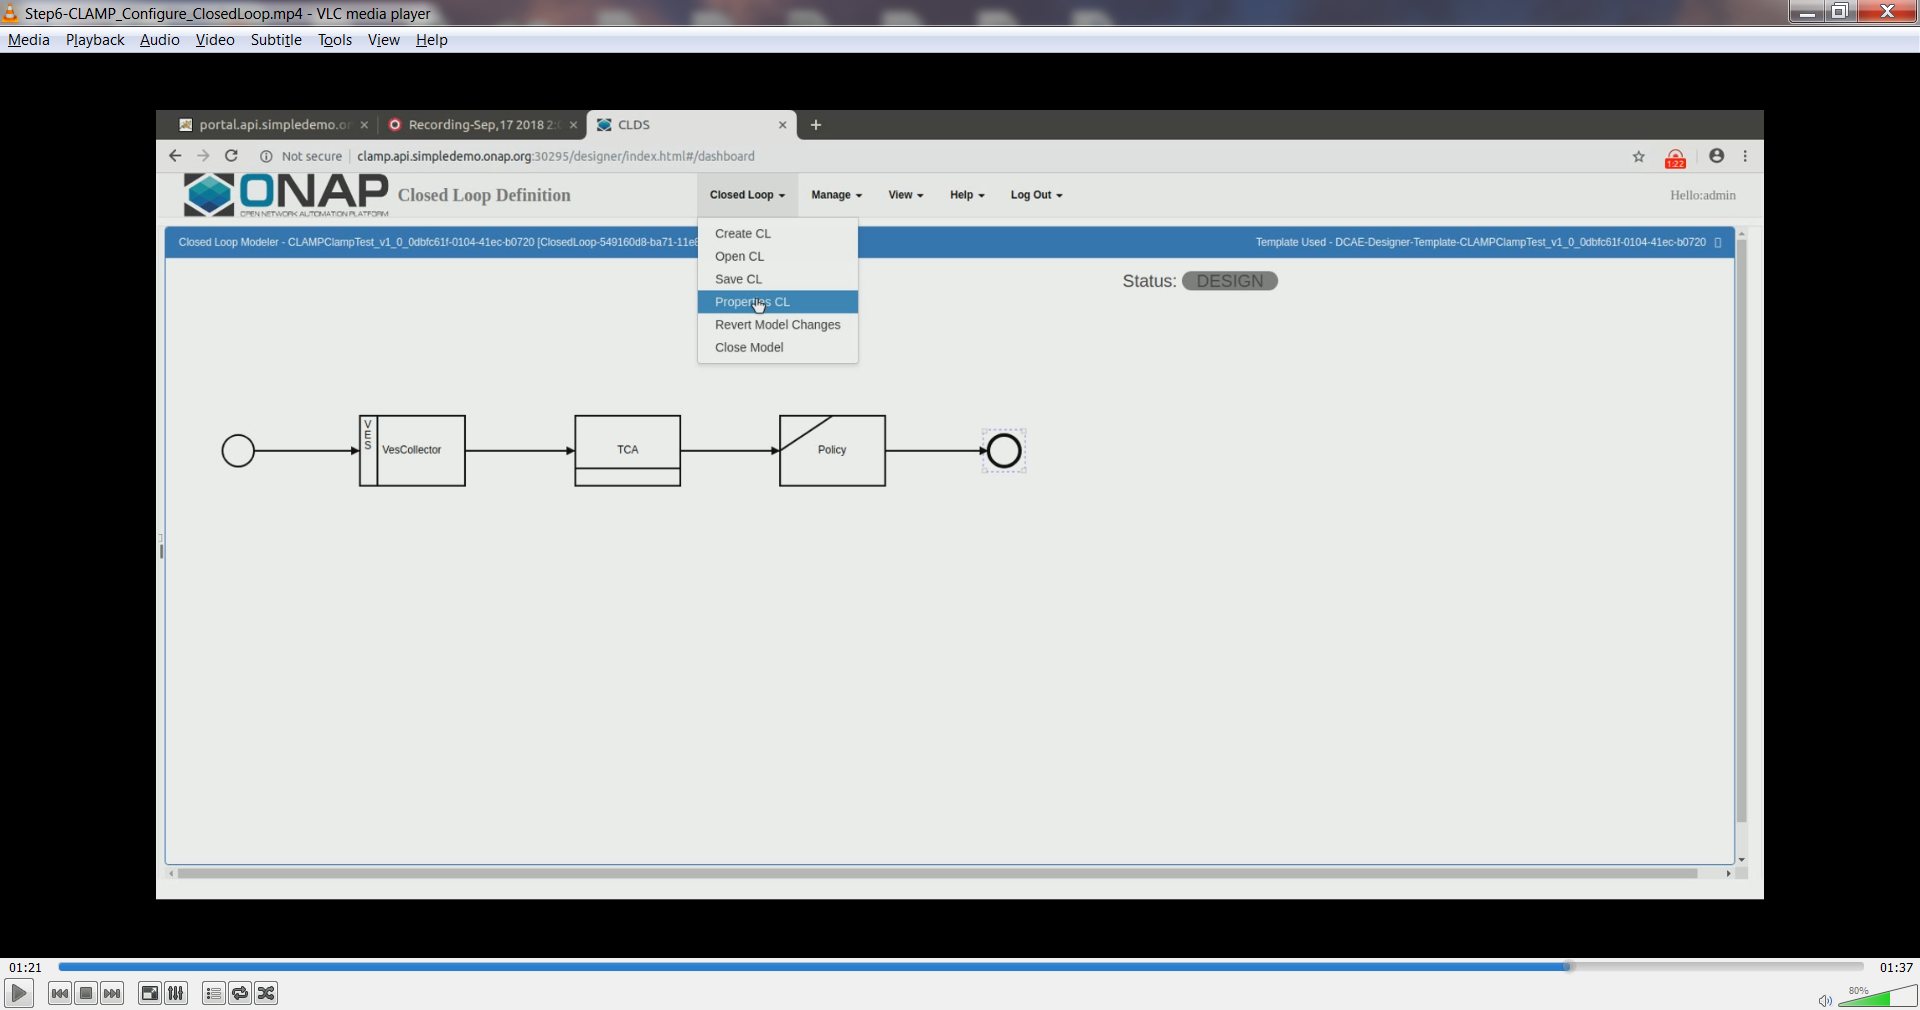 Step6-CLAMP_Configure_ClosedLoop.mp4 - VLC media player
Media Playback Audio Video Subtitle Tools View Help
portal.api.simpledemo.or Recording-Sep,17 2018 2: CLDS
Not secure clamp.api.simpledemo.onap.org:30295/designer/index.html#/dashboard
1:22
ONAP Closed Loop Definition Closed Loop Manage View Help Log Out Hello:admin
OPEN NETWORK AUTOMATION PLATFORM
Closed Loop Modeler - CLAMPClampTest_v1_0_0dbfc61f-0104-41ec-b0720 [ClosedLoop-549160d8-ba71-11e8 Template Used - DCAE-Designer-Template-CLAMPClampTest_v1_0_0dbfc61f-0104-41ec-b0720
Create CL
Open CL
Save CL
Properties CL
Revert Model Changes
Close Model
Status: DESIGN
VES VesCollector TCA Policy
01:21 01:37
80%